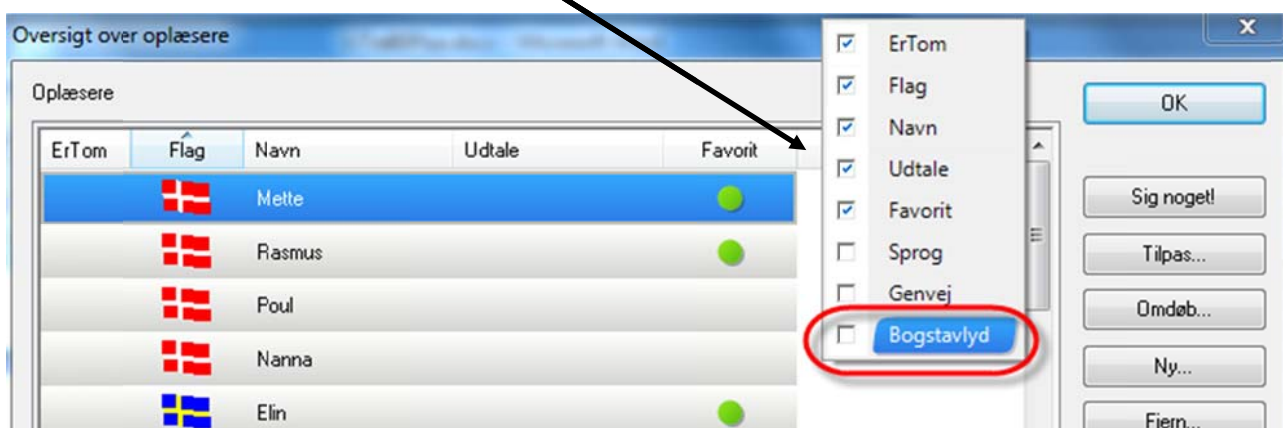 Oversigt over oplæsere
x
Oplæsere
ErTom Flag Navn Udtale Favorit
Mette
Rasmus
Poul
Nanna
Elin
ErTom
Flag
Navn
Udtale
Favorit
Sprog
Genvej
Bogstavlyd
OK
Sig noget!
Tilpas...
Omdøb...
Ny...
Fjern...